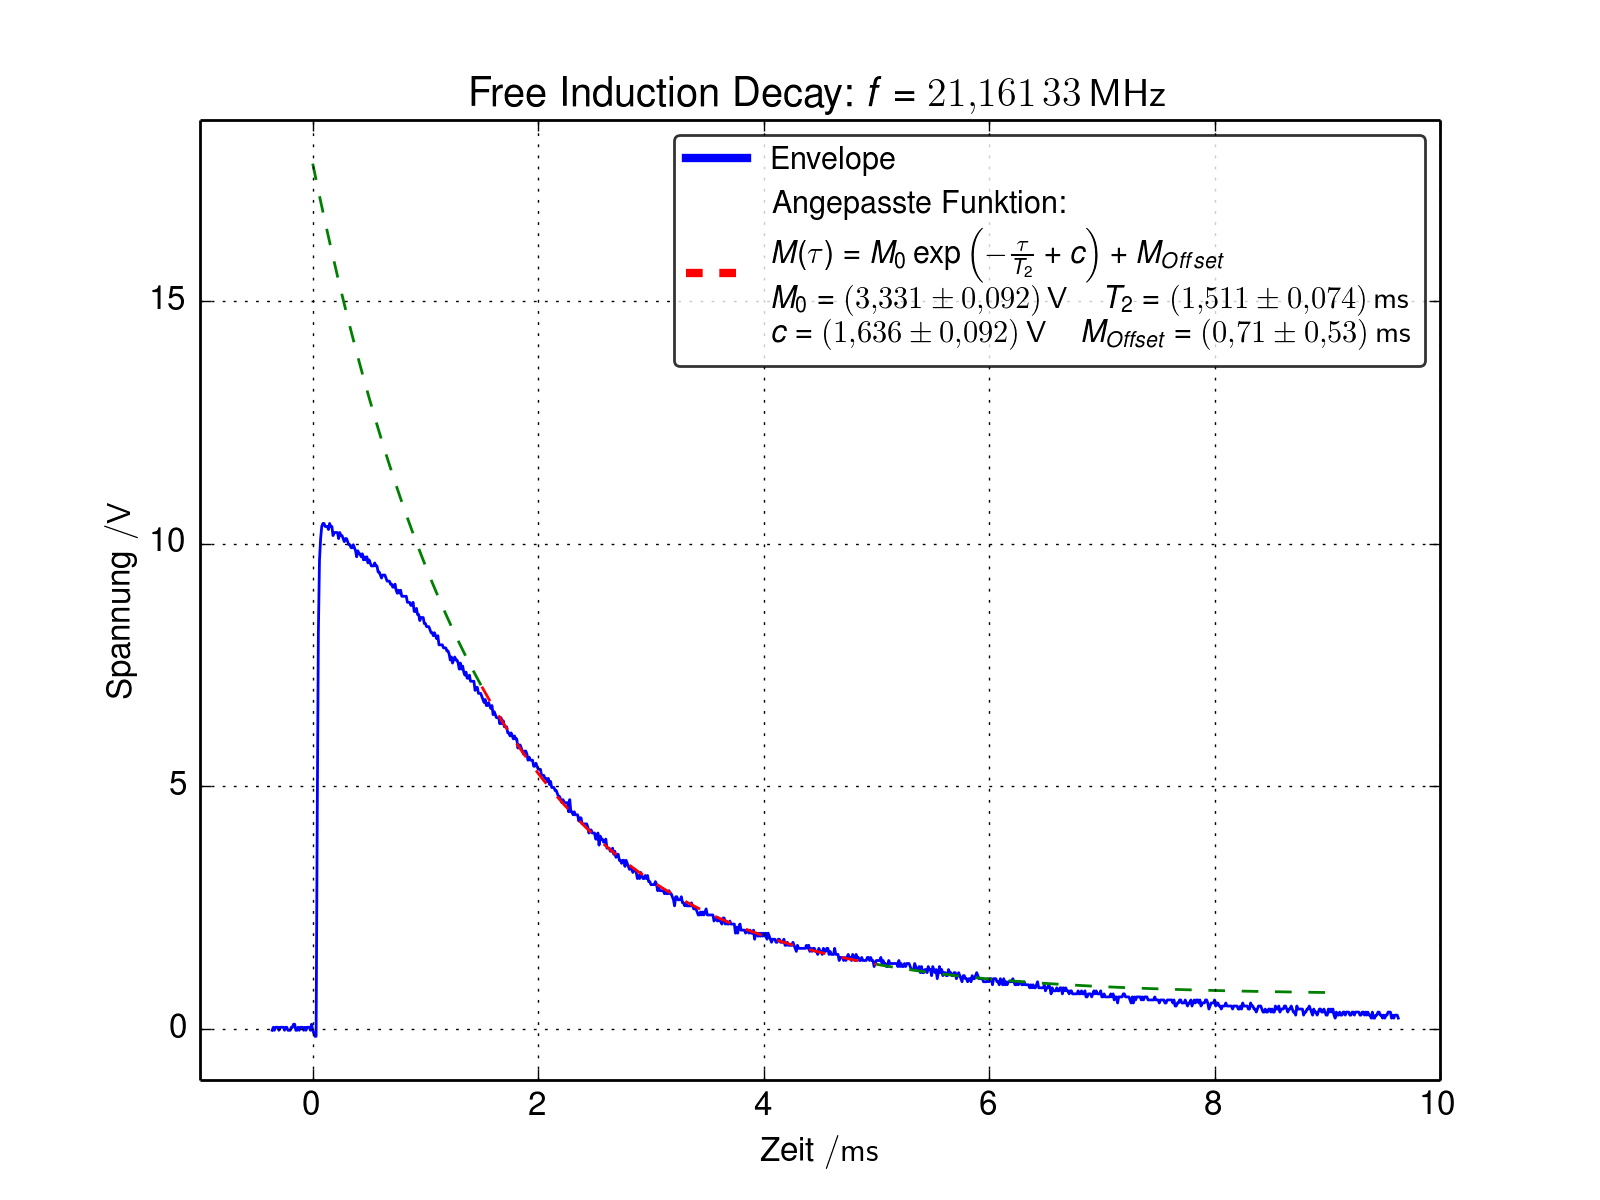 Free Induction Decay: f = 21,161 33 MHz
Envelope
Angepasste Funktion:
M(τ) = M₀ exp (−τ/T₂ + c) + M_Offset
M₀ = (3,331 ± 0,092) V T₂ = (1,511 ± 0,074) ms
c = (1,636 ± 0,092) V M_Offset = (0,71 ± 0,53) ms
Spannung /V
15
10
5
0
0 2 4 6 8 10
Zeit /ms